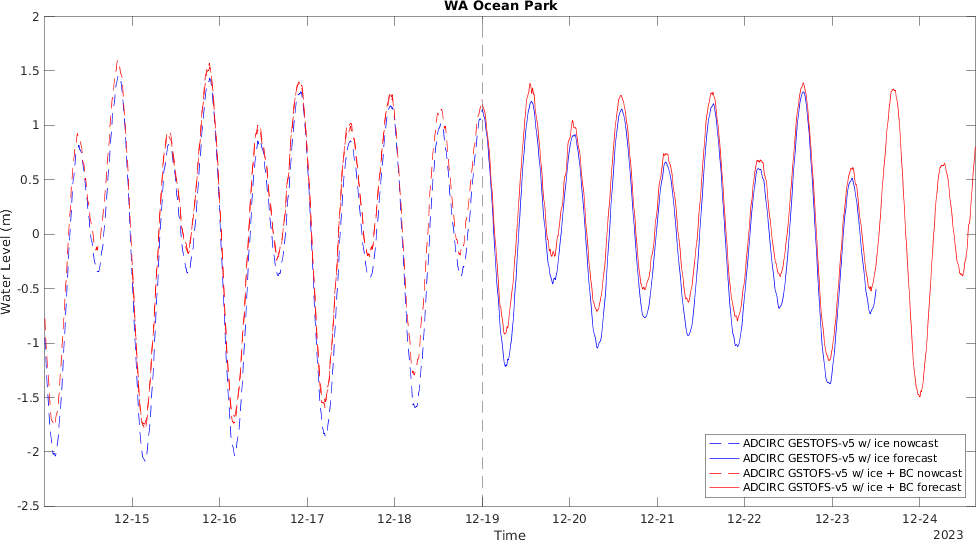 WA Ocean Park
2
1.5
1
0.5
0
-0.5
-1
-1.5
-2
-2.5
Water Level (m)
12-15 12-16 12-17 12-18 12-19 12-20 12-21 12-22 12-23 12-24
Time
2023
ADCIRC GESTOFS-v5 w/ ice nowcast
ADCIRC GESTOFS-v5 w/ ice forecast
ADCIRC GSTOFS-v5 w/ ice + BC nowcast
ADCIRC GSTOFS-v5 w/ ice + BC forecast